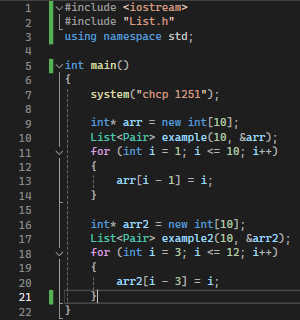 1 #include <iostream>
2 #include "List.h"
3 using namespace std;
4
5 int main()
6 {
7 system("chcp 1251");
8
9 int* arr = new int[10];
10 List<Pair> example(10, &arr);
11 for (int i = 1; i <= 10; i++)
12 {
13 arr[i - 1] = i;
14 }
15
16 int* arr2 = new int[10];
17 List<Pair> example2(10, &arr2);
18 for (int i = 3; i <= 12; i++)
19 {
20 arr2[i - 3] = i;
21 }
22 }